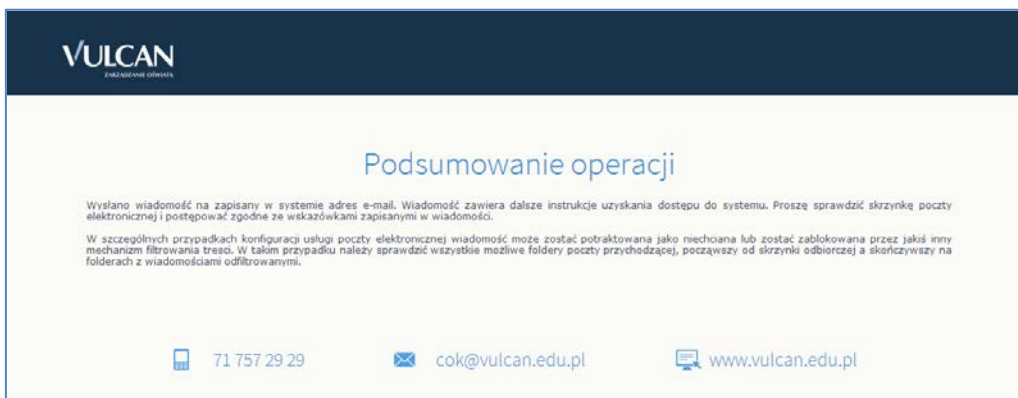 VULCAN
ZARZĄDZANIE OŚWIATĄ
Podsumowanie operacji
Wysłano wiadomość na zapisany w systemie adres e-mail. Wiadomość zawiera dalsze instrukcje uzyskania dostępu do systemu. Proszę sprawdzić skrzynkę poczty
elektronicznej i postępować zgodne ze wskazówkami zapisanymi w wiadomości.
W szczególnych przypadkach konfiguracji usługi poczty elektronicznej wiadomość może zostać potraktowana jako niechciana lub zostać zablokowana przez jakiś inny
mechanizm filtrowania tresci. W takim przypadku należy sprawdzić wszystkie możliwe foldery poczty przychodzącej, począwszy od skrzynki odbiorczej a skończywszy na
folderach z wiadomościami odfiltrowanymi.
71 757 29 29
cok@vulcan.edu.pl
www.vulcan.edu.pl